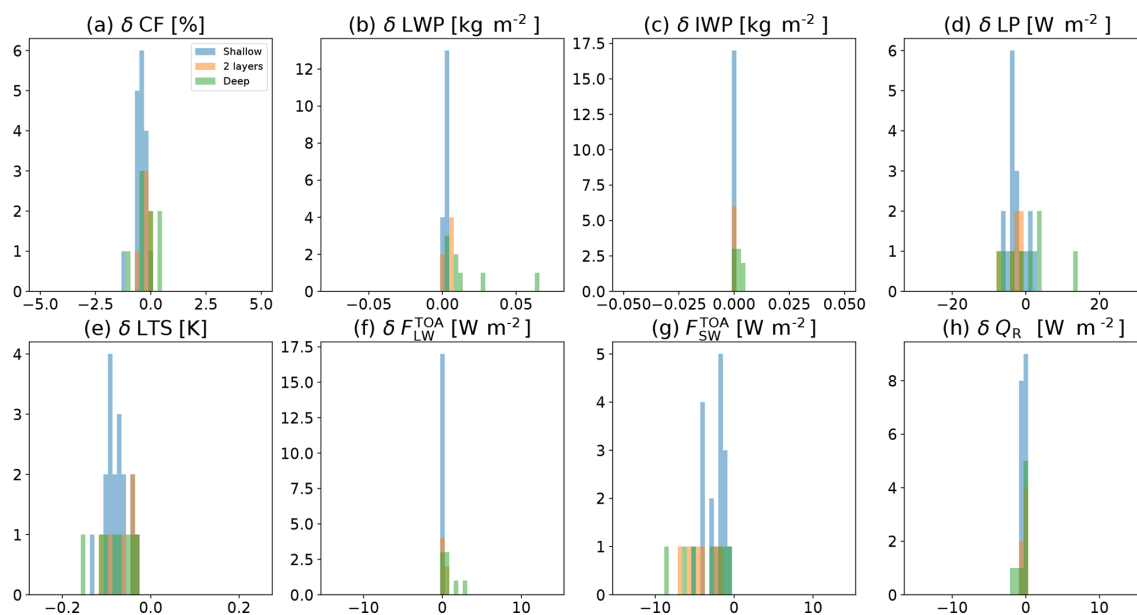 (a) δ CF [%]
6
5
4
3
2
1
0
−5.0 −2.5 0.0 2.5 5.0
Shallow
2 layers
Deep
(b) δ LWP [kg m⁻²]
12
10
8
6
4
2
0
−0.05 0.00 0.05
(c) δ IWP [kg m⁻²]
17.5
15.0
12.5
10.0
7.5
5.0
2.5
0.0
−0.050 −0.025 0.000 0.025 0.050
(d) δ LP [W m⁻²]
6
5
4
3
2
1
0
−20 0 20
(e) δ LTS [K]
4
3
2
1
0
−0.2 0.0 0.2
(f) δ F_LW^TOA [W m⁻²]
17.5
15.0
12.5
10.0
7.5
5.0
2.5
0.0
−10 0 10
(g) F_SW^TOA [W m⁻²]
5
4
3
2
1
0
−10 0 10
(h) δ Q_R [W m⁻²]
8
6
4
2
0
−10 0 10